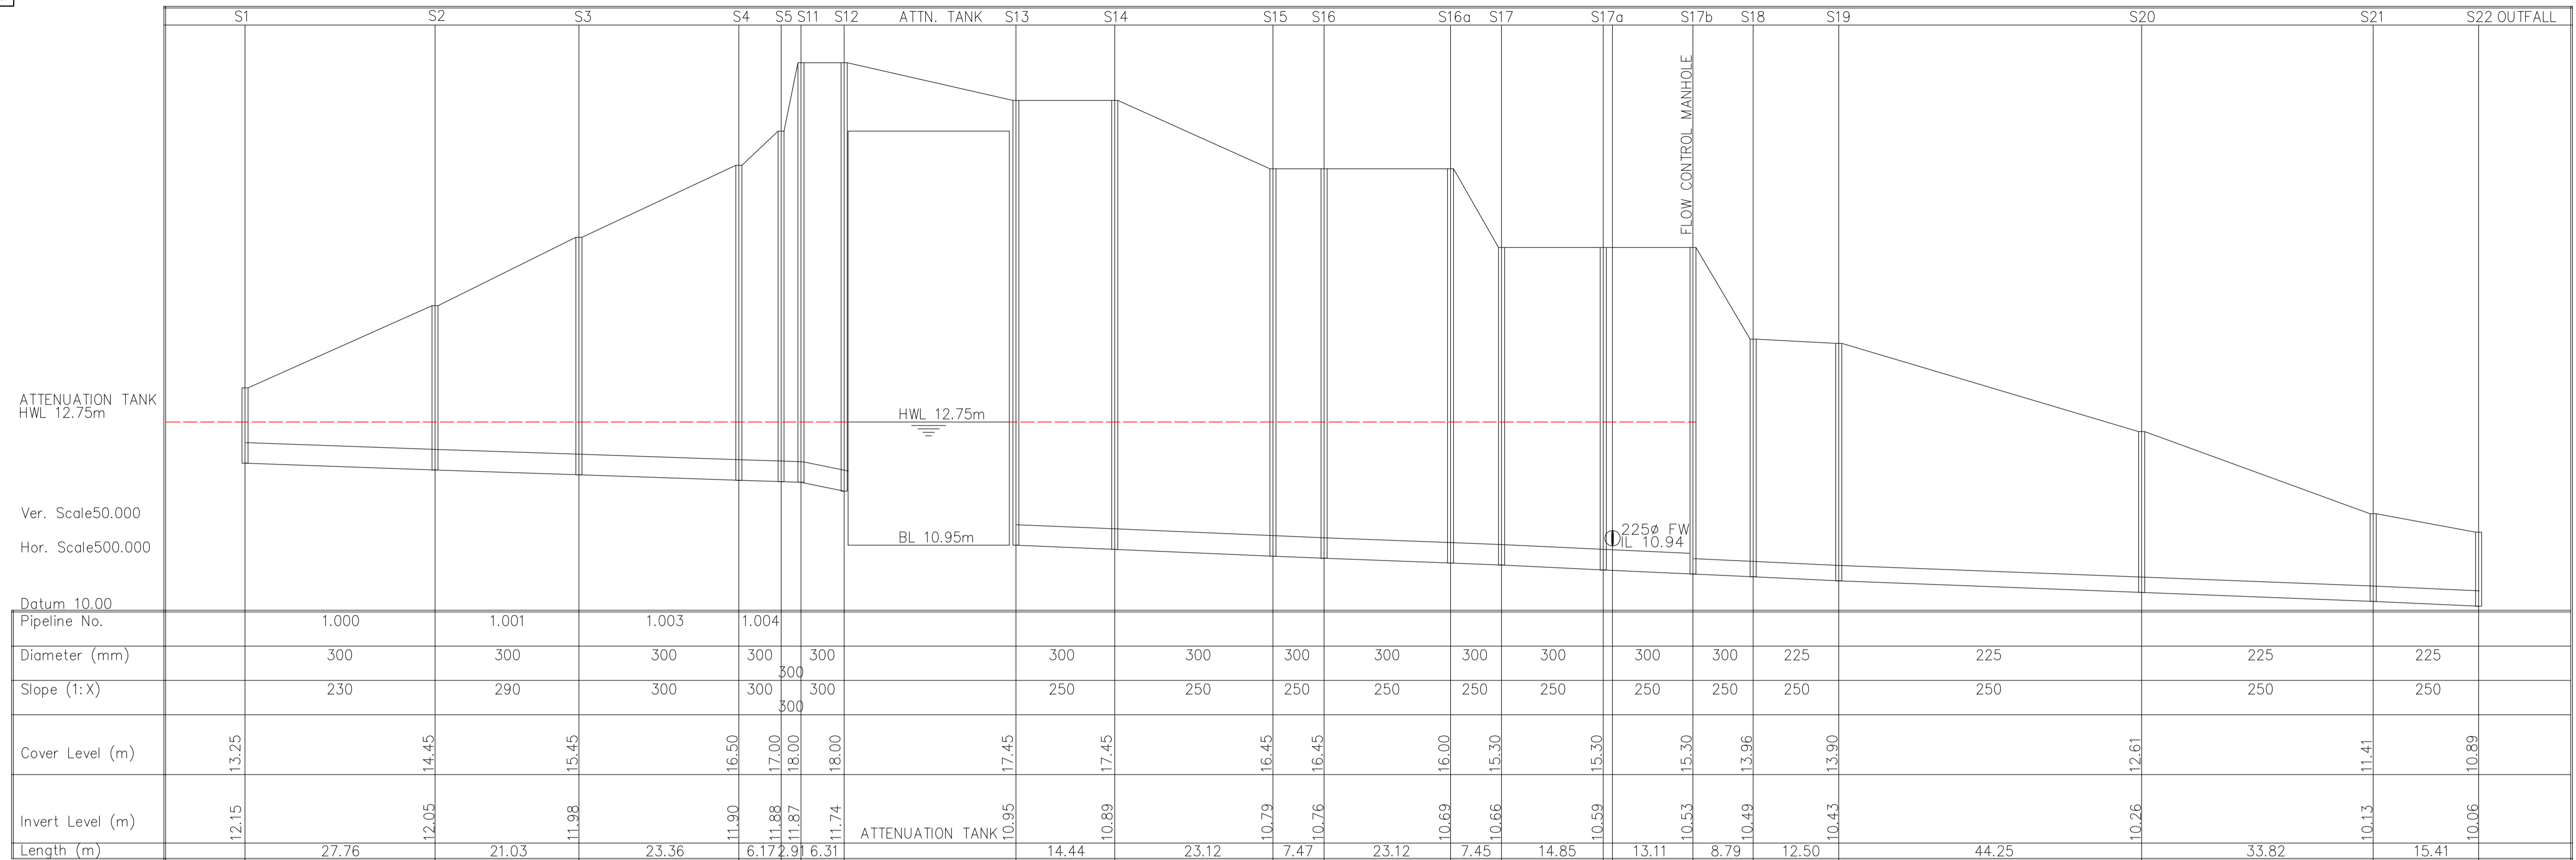 S1 S2 S3 S4 S5 S11 S12 ATTN. TANK S13 S14 S15 S16 S16a S17 S17a S17b S18 S19 S20 S21 S22 OUTFALL
FLOW CONTROL MANHOLE
ATTENUATION TANK
HWL 12.75m
HWL 12.75m
Ver. Scale50.000
225ø FW
BL 10.95m
IL 10.94
Hor. Scale500.000
Datum 10.00
Pipeline No. 1.000 1.001 1.003 1.004
Diameter (mm) 300 300 300 300 300 300 300 300 300 300 300 300 300 225 225 225 225
300
Slope (1:X) 230 290 300 300 300 250 250 250 250 250 250 250 250 250 250 250 250
300
Cover Level (m) 13.25 14.45 15.45 16.50 17.00 18.00 18.00 17.45 17.45 16.45 16.45 16.00 15.30 15.30 15.30 13.96 13.90 12.61 11.41 10.89
Invert Level (m) 12.15 12.05 11.98 11.90 11.88 11.87 11.74 ATTENUATION TANK 10.95 10.89 10.79 10.76 10.69 10.66 10.59 10.53 10.49 10.43 10.26 10.13 10.06
Length (m) 27.76 21.03 23.36 6.17 2.91 6.31 14.44 23.12 7.47 23.12 7.45 14.85 13.11 8.79 12.50 44.25 33.82 15.41